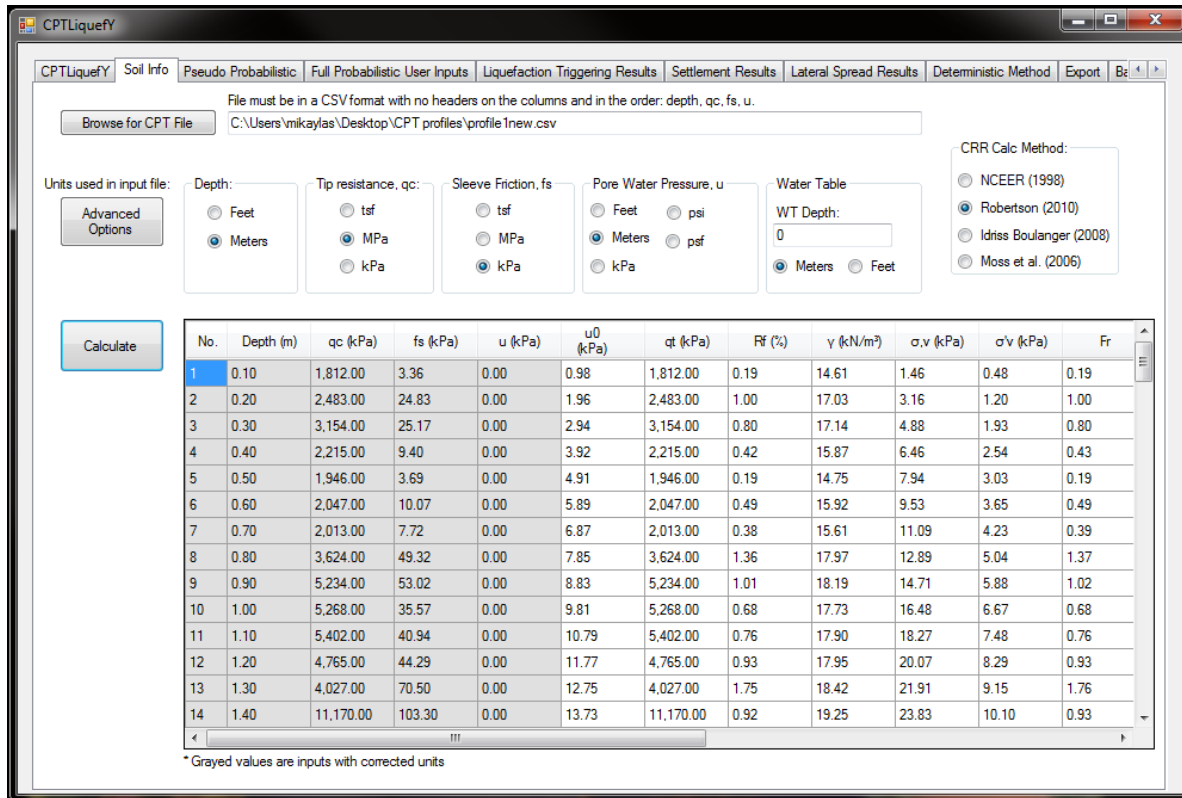 CPTLiquefY
CPTLiquefY Soil Info Pseudo Probabilistic Full Probabilistic User Inputs Liquefaction Triggering Results Settlement Results Lateral Spread Results Deterministic Method Export
File must be in a CSV format with no headers on the columns and in the order: depth, qc, fs, u.
Browse for CPT File C:\Users\mikaylas\Desktop\CPT profiles\profile1new.csv
CRR Calc Method:
NCEER (1998)
Robertson (2010)
Idriss Boulanger (2008)
Moss et al. (2006)
Units used in input file:
Advanced Options
Depth:
Feet
Meters
Tip resistance, qc:
tsf
MPa
kPa
Sleeve Friction, fs
tsf
MPa
kPa
Pore Water Pressure, u
Feet psi
Meters psf
kPa
Water Table
WT Depth:
0
Meters Feet
Calculate
No. Depth (m) qc (kPa) fs (kPa) u (kPa) u0 (kPa) qt (kPa) Rf (%) γ (kN/m³) σ,v (kPa) σ'v (kPa) Fr
1 0.10 1,812.00 3.36 0.00 0.98 1,812.00 0.19 14.61 1.46 0.48 0.19
2 0.20 2,483.00 24.83 0.00 1.96 2,483.00 1.00 17.03 3.16 1.20 1.00
3 0.30 3,154.00 25.17 0.00 2.94 3,154.00 0.80 17.14 4.88 1.93 0.80
4 0.40 2,215.00 9.40 0.00 3.92 2,215.00 0.42 15.87 6.46 2.54 0.43
5 0.50 1,946.00 3.69 0.00 4.91 1,946.00 0.19 14.75 7.94 3.03 0.19
6 0.60 2,047.00 10.07 0.00 5.89 2,047.00 0.49 15.92 9.53 3.65 0.49
7 0.70 2,013.00 7.72 0.00 6.87 2,013.00 0.38 15.61 11.09 4.23 0.39
8 0.80 3,624.00 49.32 0.00 7.85 3,624.00 1.36 17.97 12.89 5.04 1.37
9 0.90 5,234.00 53.02 0.00 8.83 5,234.00 1.01 18.19 14.71 5.88 1.02
10 1.00 5,268.00 35.57 0.00 9.81 5,268.00 0.68 17.73 16.48 6.67 0.68
11 1.10 5,402.00 40.94 0.00 10.79 5,402.00 0.76 17.90 18.27 7.48 0.76
12 1.20 4,765.00 44.29 0.00 11.77 4,765.00 0.93 17.95 20.07 8.29 0.93
13 1.30 4,027.00 70.50 0.00 12.75 4,027.00 1.75 18.42 21.91 9.15 1.76
14 1.40 11,170.00 103.30 0.00 13.73 11,170.00 0.92 19.25 23.83 10.10 0.93
* Grayed values are inputs with corrected units